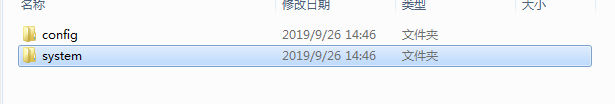 名称 修改日期 类型 大小
config 2019/9/26 14:46 文件夹
system 2019/9/26 14:46 文件夹